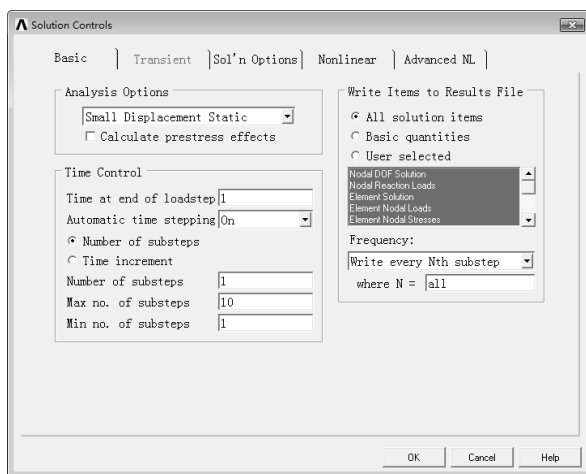 Solution Controls
Basic
Transient
Sol'n Options
Nonlinear
Advanced NL
Analysis Options
Small Displacement Static
Calculate prestress effects
Time Control
Time at end of loadstep 1
Automatic time stepping On
Number of substeps
Time increment
Number of substeps 1
Max no. of substeps 10
Min no. of substeps 1
Write Items to Results File
All solution items
Basic quantities
User selected
Nodal DOF Solution
Nodal Reaction Loads
Element Solution
Element Nodal Loads
Element Nodal Stresses
Frequency:
Write every Nth substep
where N = all
OK
Cancel
Help